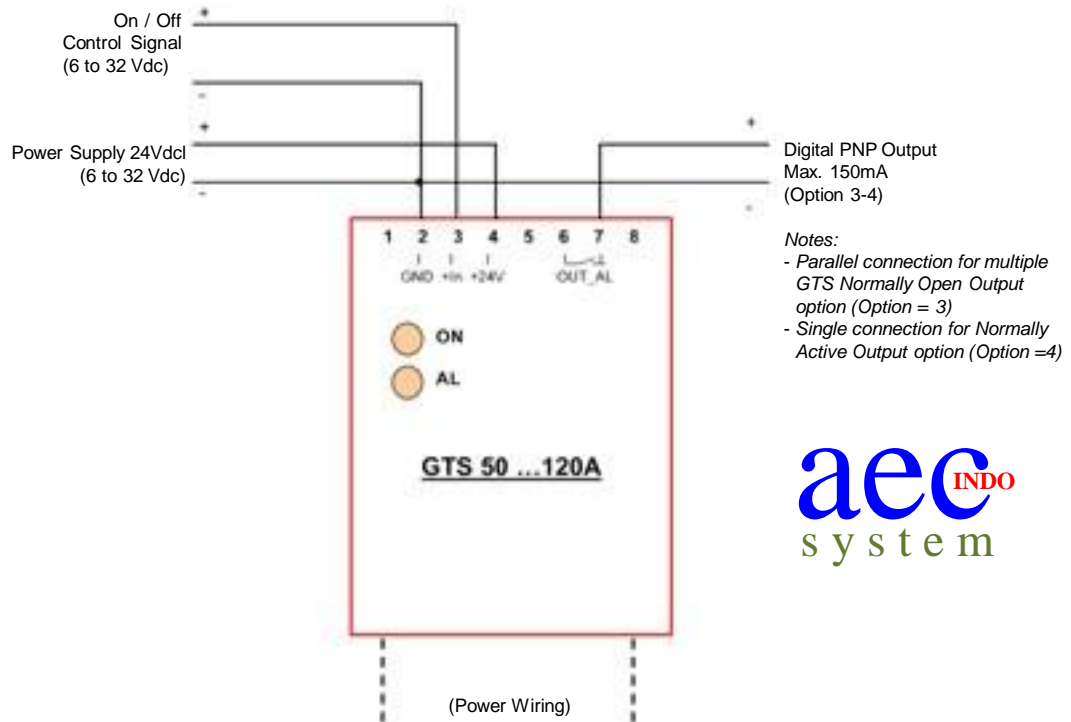 +
On / Off
Control Signal
(6 to 32 Vdc)
-
+
Power Supply 24Vdcl
(6 to 32 Vdc)
-
+
Digital PNP Output
Max. 150mA
(Option 3-4)
-
Notes:
- Parallel connection for multiple
GTS Normally Open Output
option (Option = 3)
- Single connection for Normally
Active Output option (Option =4)
1 2 3 4 5 6 7 8
GND +In +24V OUT_AL
ON
AL
GTS 50 ...120A
aec INDO
system
(Power Wiring)